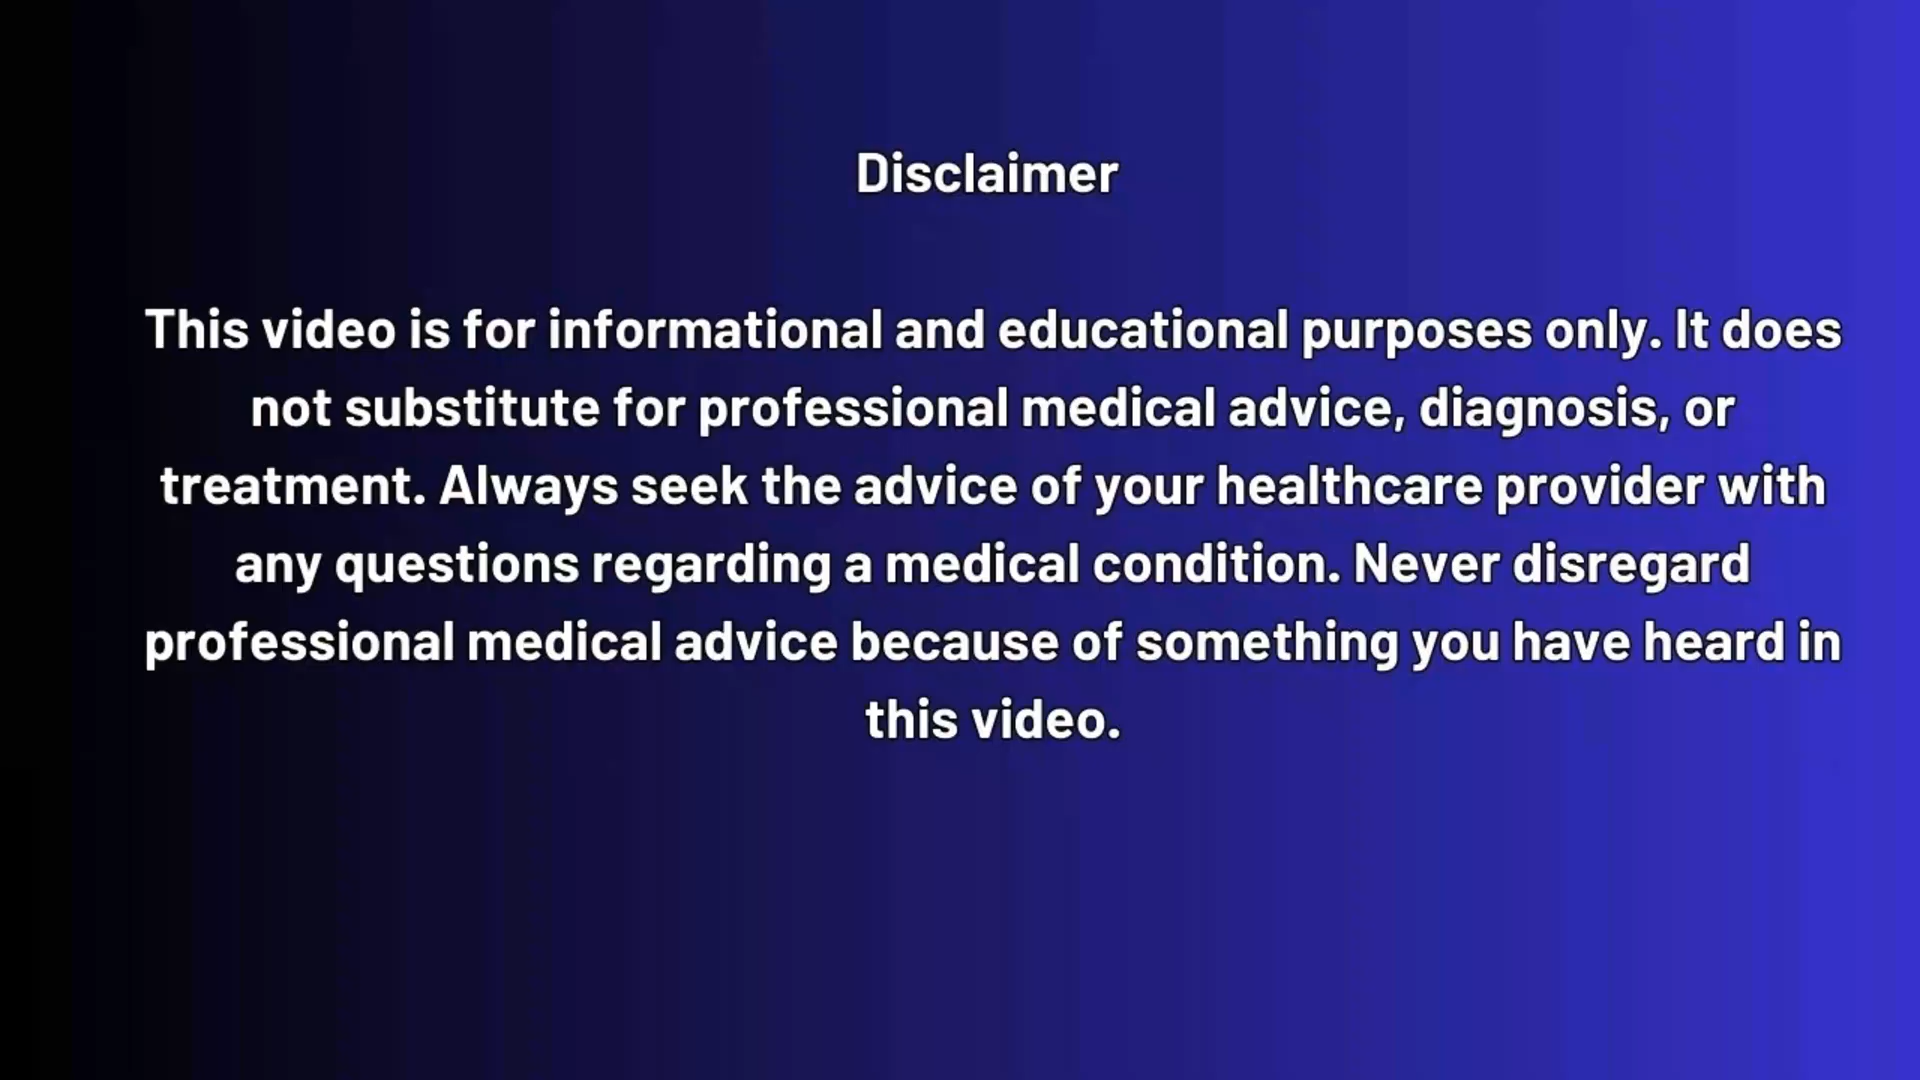 Disclaimer
This video is for informational and educational purposes only. It does
not substitute for professional medical advice, diagnosis, or
treatment. Always seek the advice of your healthcare provider with
any questions regarding a medical condition. Never disregard
professional medical advice because of something you have heard in
this video.